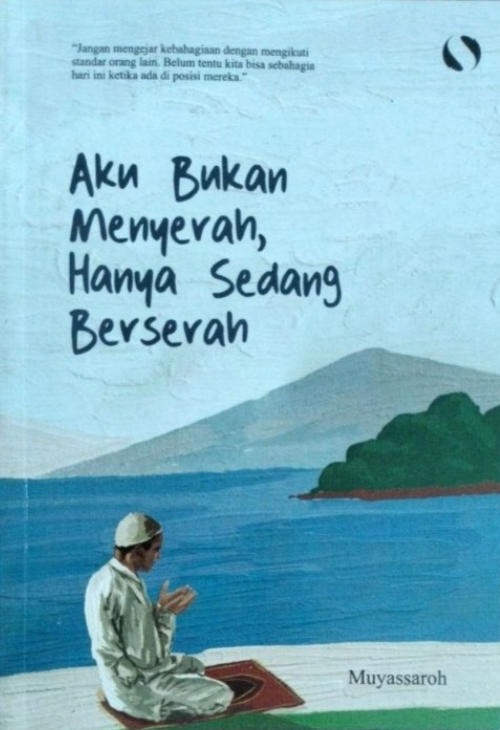 "Jangan mengejar kebahagiaan dengan mengikuti
standar orang lain. Belum tentu kita bisa sebahagia
hari ini ketika ada di posisi mereka."
Aku Bukan
Menyerah,
Hanya Sedang
Berserah
Muyassaroh